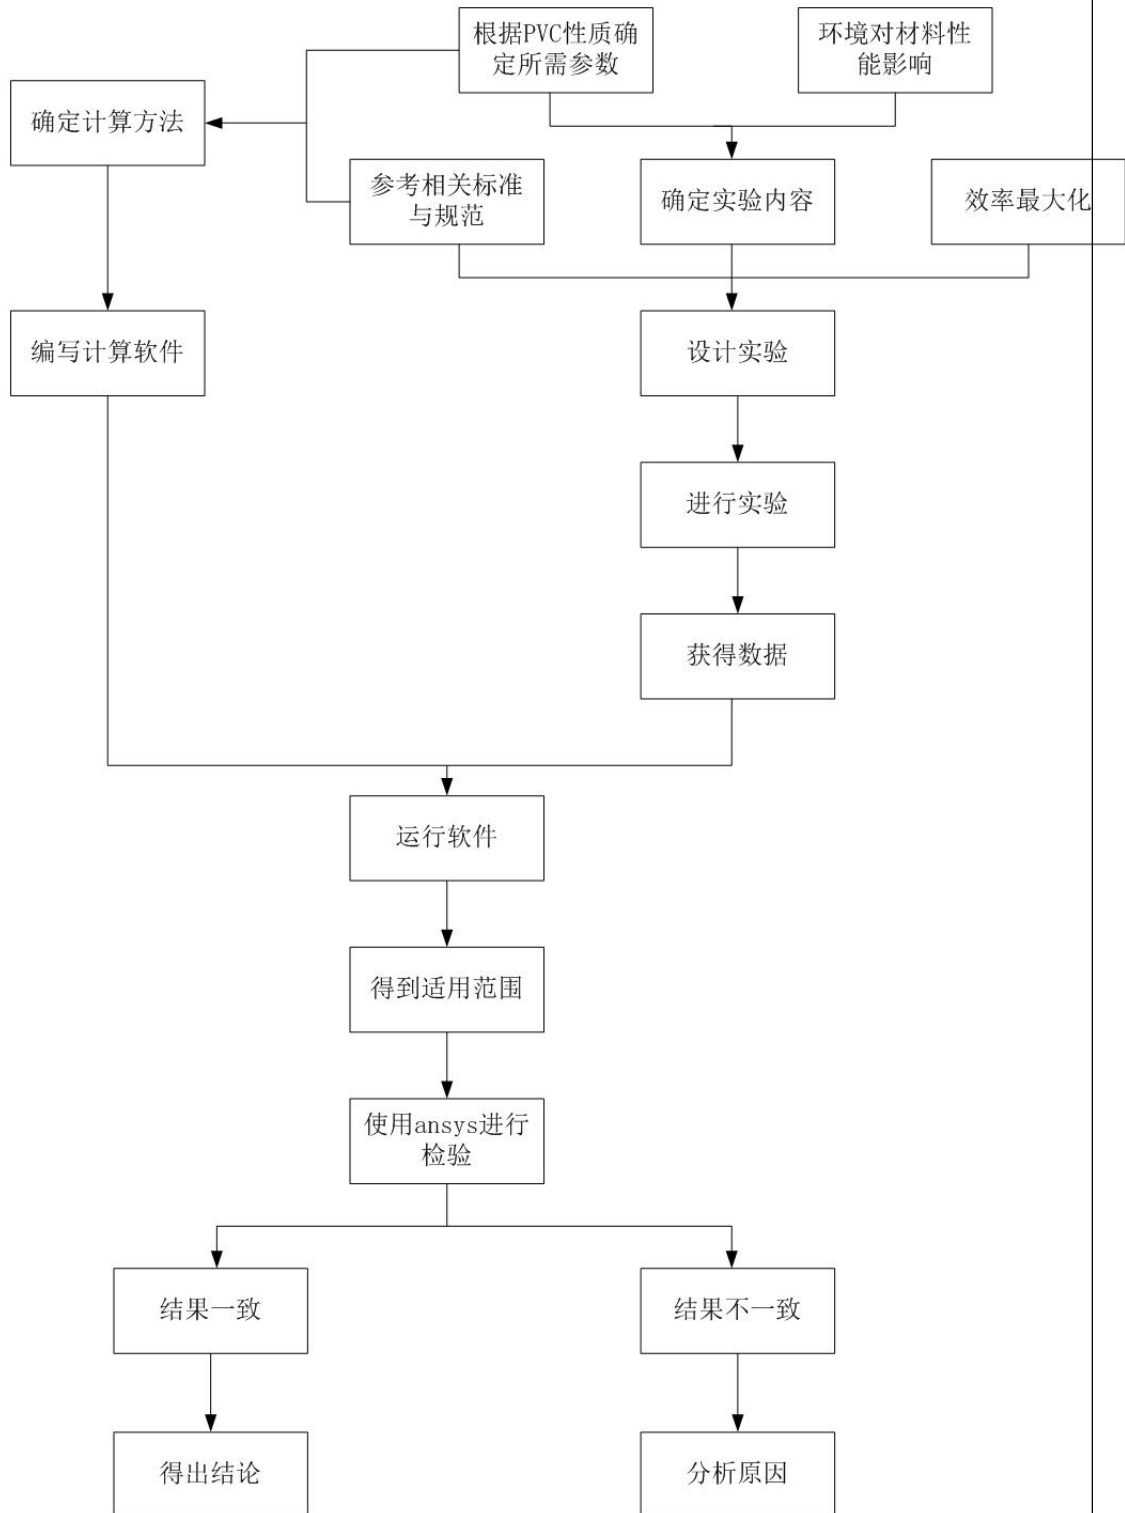 根据PVC性质确
定所需参数
环境对材料性
能影响
确定计算方法
参考相关标准
与规范
确定实验内容
效率最大化
编写计算软件
设计实验
进行实验
获得数据
运行软件
得到适用范围
使用ansys进行
检验
结果一致
结果不一致
得出结论
分析原因